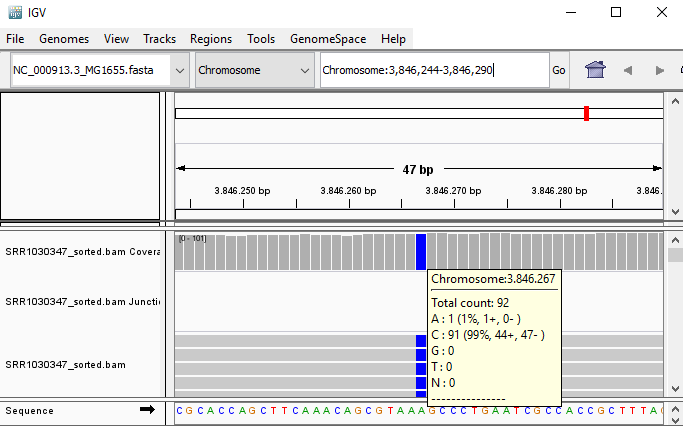 IGV
File Genomes View Tracks Regions Tools GenomeSpace Help
NC_000913.3_MG1655.fasta Chromosome Chromosome:3,846,244-3,846,290 Go
47 bp
3.846.250 bp 3.846.260 bp 3.846.270 bp 3.846.280 bp 3.846.
[0 - 101]
SRR1030347_sorted.bam Covera
Chromosome:3.846.267
Total count: 92
A : 1 (1%, 1+, 0- )
C : 91 (99%, 44+, 47- )
G : 0
T : 0
N : 0
---------------
SRR1030347_sorted.bam Junctio
SRR1030347_sorted.bam
Sequence C G C A C C A G C T T C A A A C A G C G T A A A G C C C T G A A T C G C C A C C G C T T T A G